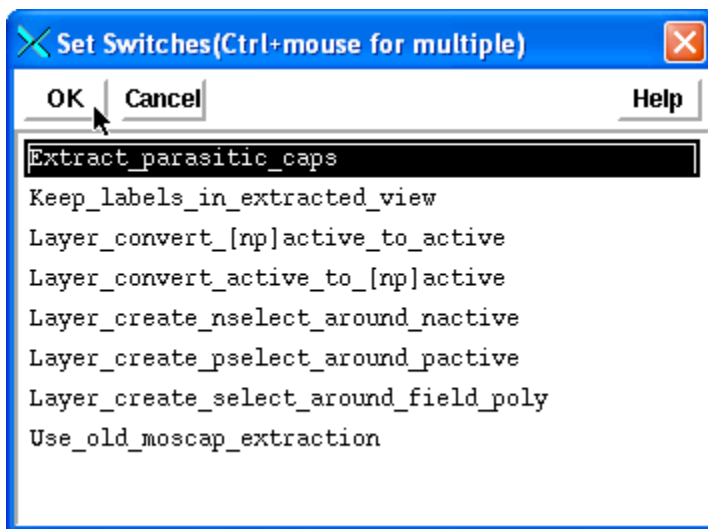 Set Switches(Ctrl+mouse for multiple)
OK Cancel Help
Extract_parasitic_caps
Keep_labels_in_extracted_view
Layer_convert_[np]active_to_active
Layer_convert_active_to_[np]active
Layer_create_nselect_around_nactive
Layer_create_pselect_around_pactive
Layer_create_select_around_field_poly
Use_old_moscap_extraction